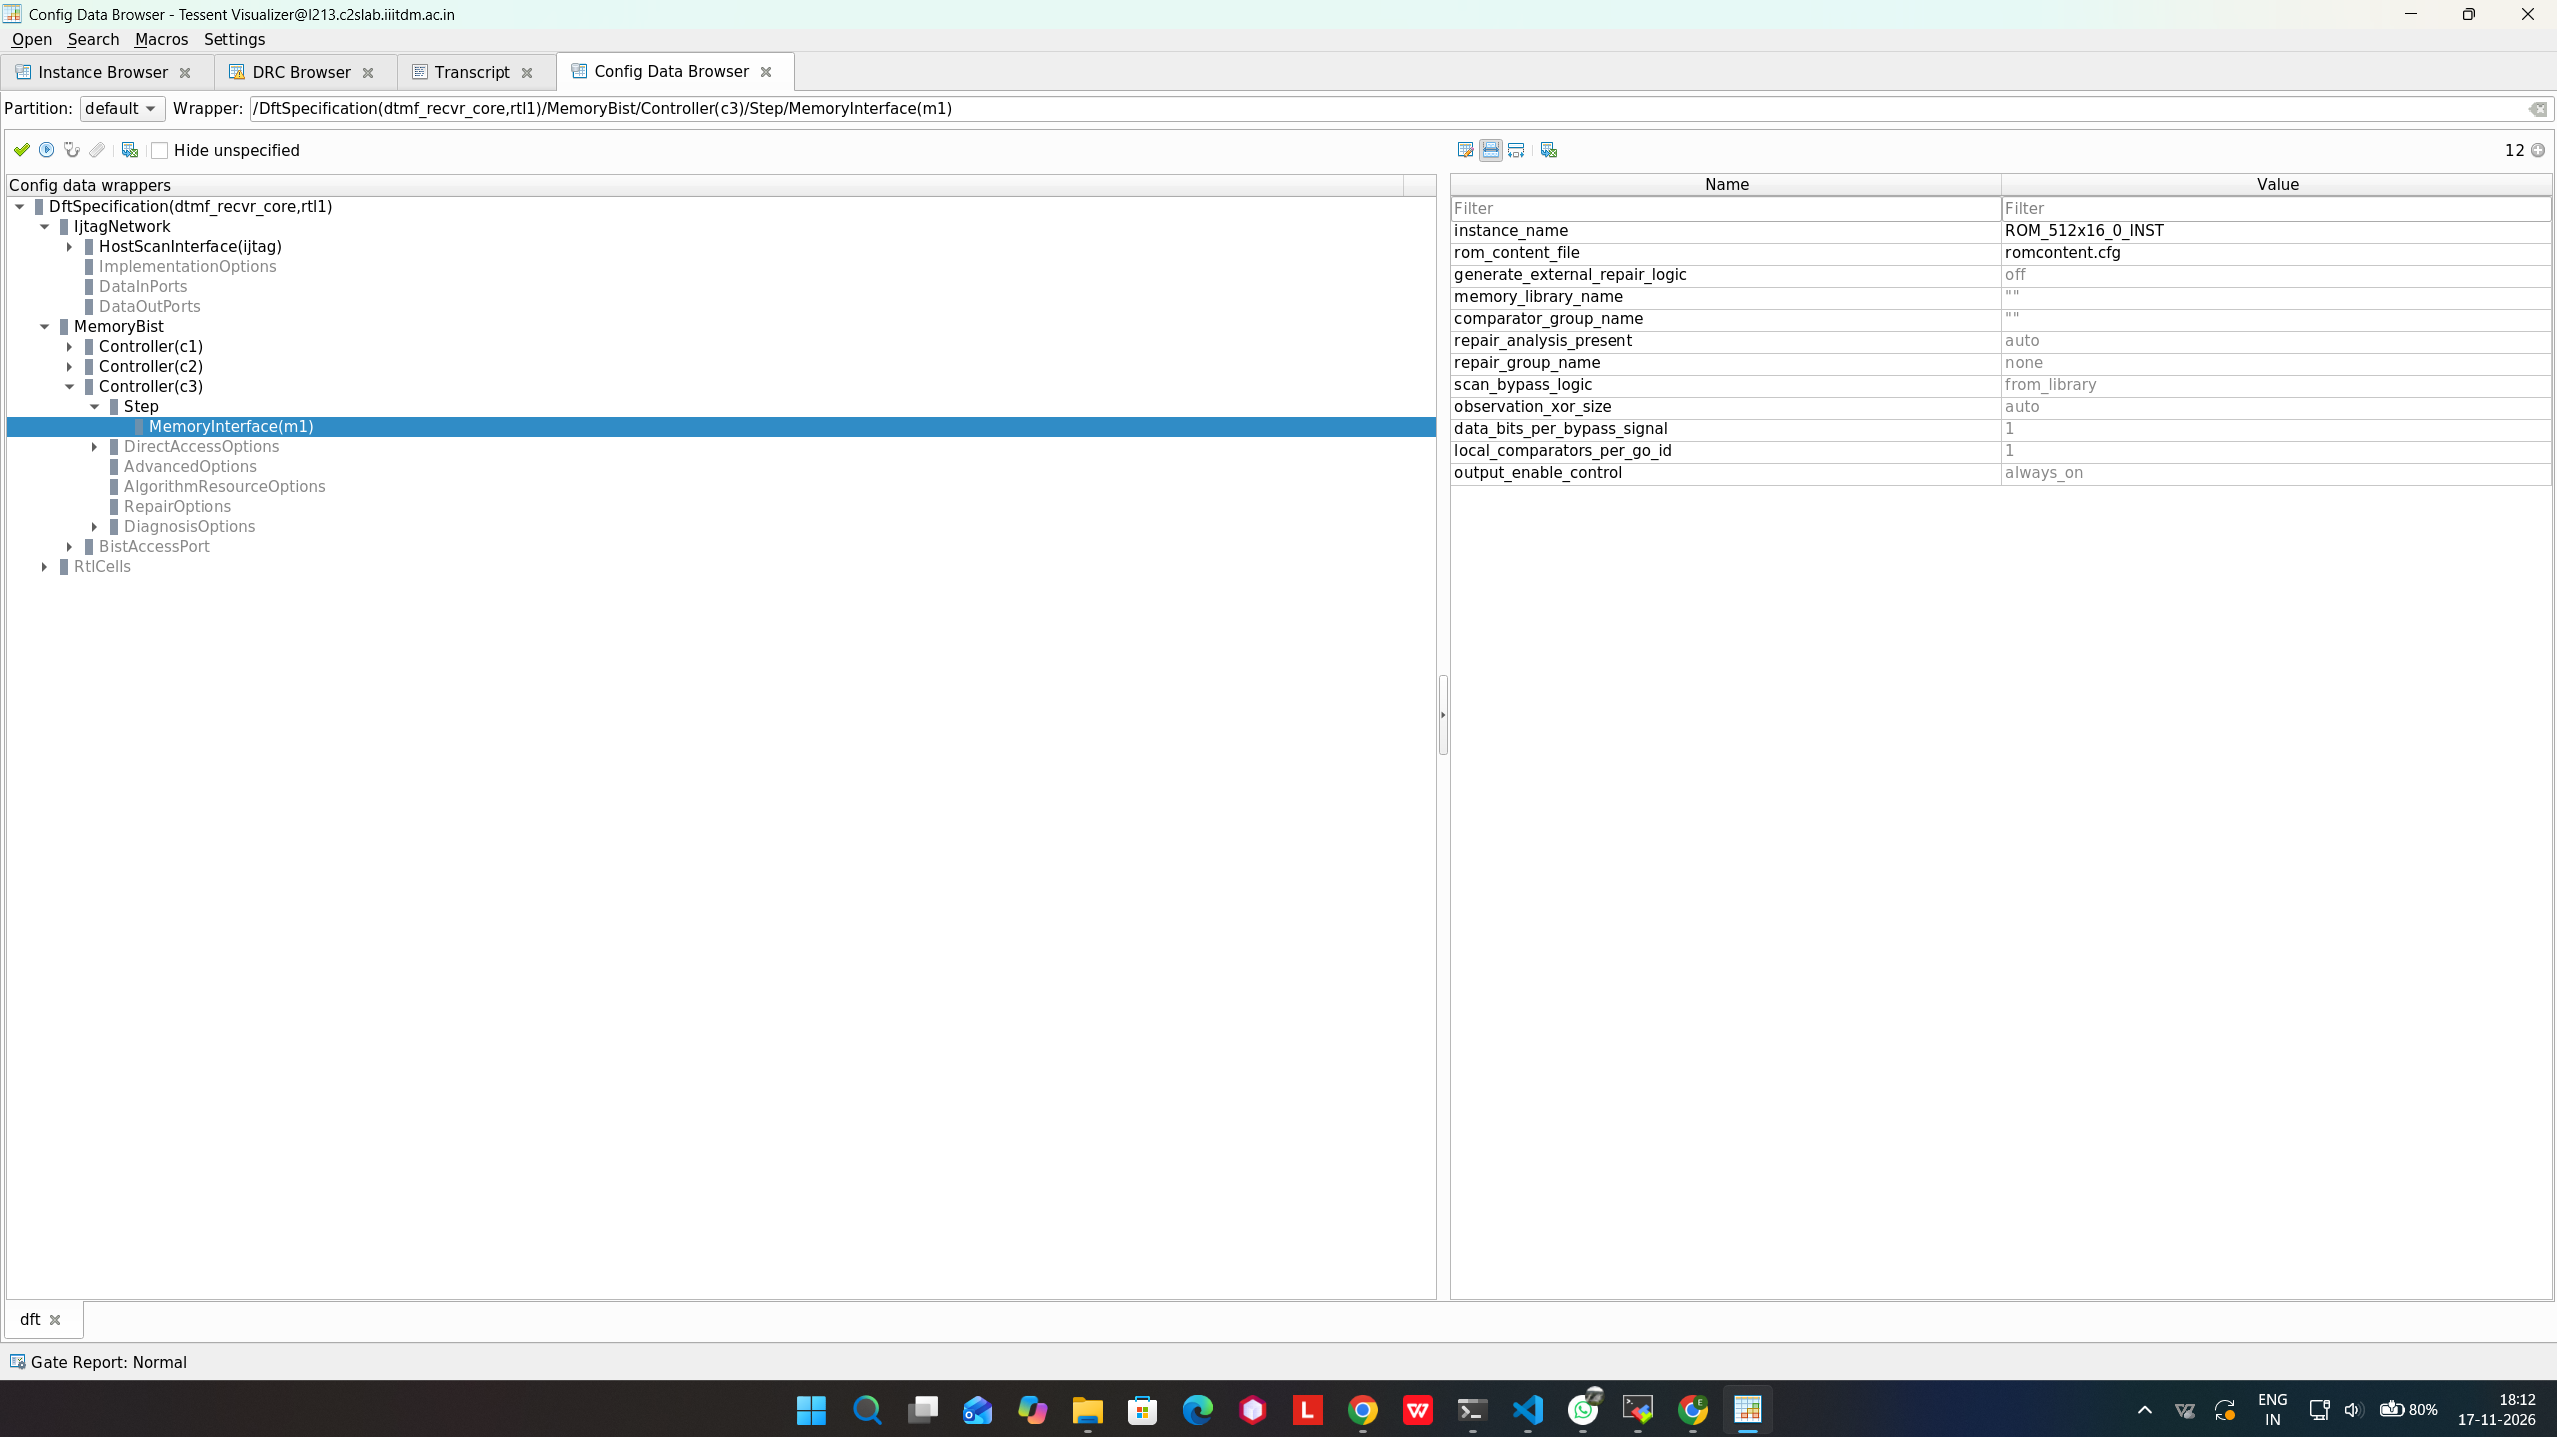 Config Data Browser - Tessent Visualizer@l213.c2slab.iiitdm.ac.in
Open Search Macros Settings
Instance Browser DRC Browser Transcript Config Data Browser
Partition: default Wrapper: /DftSpecification(dtmf_recvr_core,rtl1)/MemoryBist/Controller(c3)/Step/MemoryInterface(m1)
Hide unspecified
12
Config data wrappers
DftSpecification(dtmf_recvr_core,rtl1)
IjtagNetwork
HostScanInterface(ijtag)
ImplementationOptions
DataInPorts
DataOutPorts
MemoryBist
Controller(c1)
Controller(c2)
Controller(c3)
Step
MemoryInterface(m1)
DirectAccessOptions
AdvancedOptions
AlgorithmResourceOptions
RepairOptions
DiagnosisOptions
BistAccessPort
RtlCells
Name Value
Filter Filter
instance_name ROM_512x16_0_INST
rom_content_file romcontent.cfg
generate_external_repair_logic off
memory_library_name ""
comparator_group_name ""
repair_analysis_present auto
repair_group_name none
scan_bypass_logic from_library
observation_xor_size auto
data_bits_per_bypass_signal 1
local_comparators_per_go_id 1
output_enable_control always_on
dft
Gate Report: Normal
ENG
IN
80%
18:12
17-11-2026